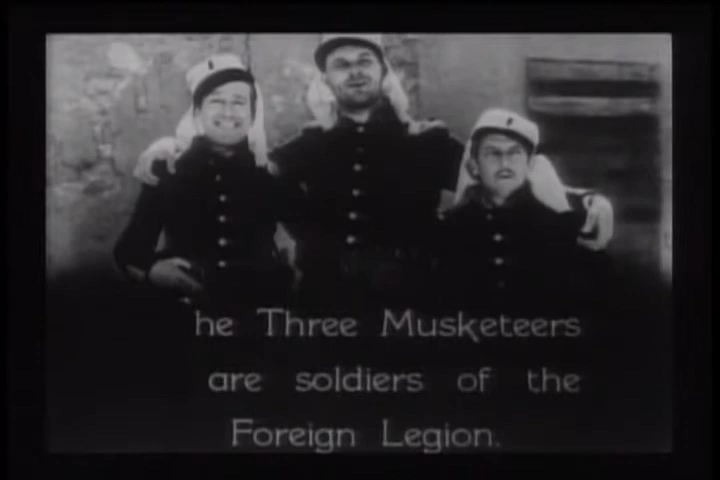 he Three Musketeers
are soldiers of the
Foreign Legion.